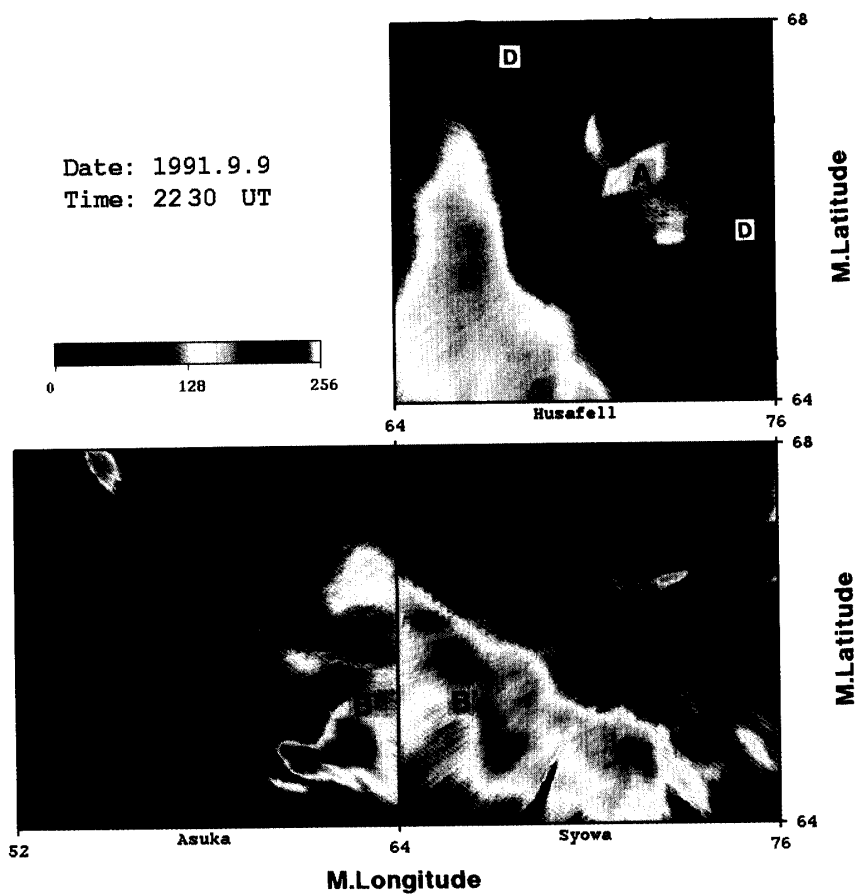 68
D
Date: 1991.9.9
Time: 2230 UT
A
D
M.Latitude
0 128 256
64
64 Husafell 76
68
M.Latitude
B B
64
52 Asuka 64 Syowa 76
M.Longitude